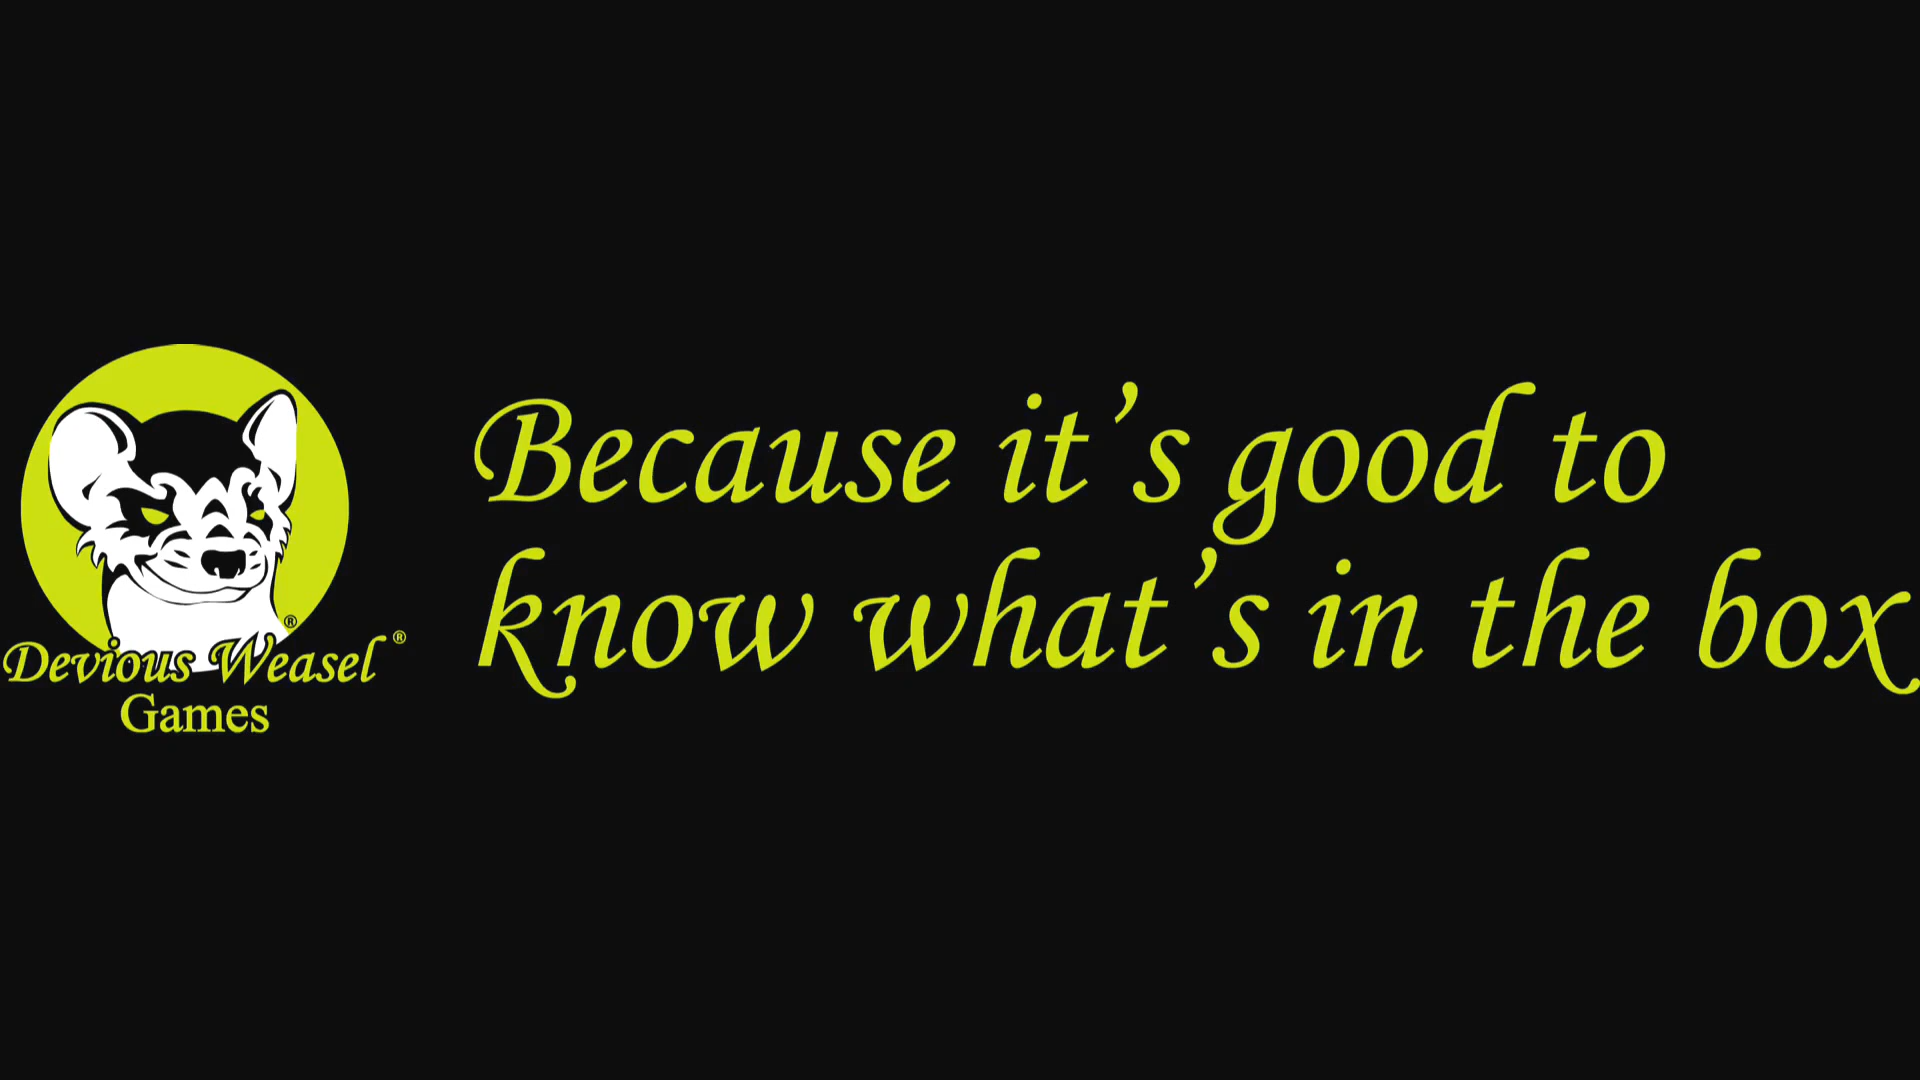 Because it’s good to
know what’s in the box
®
Devious Weasel ®
Games